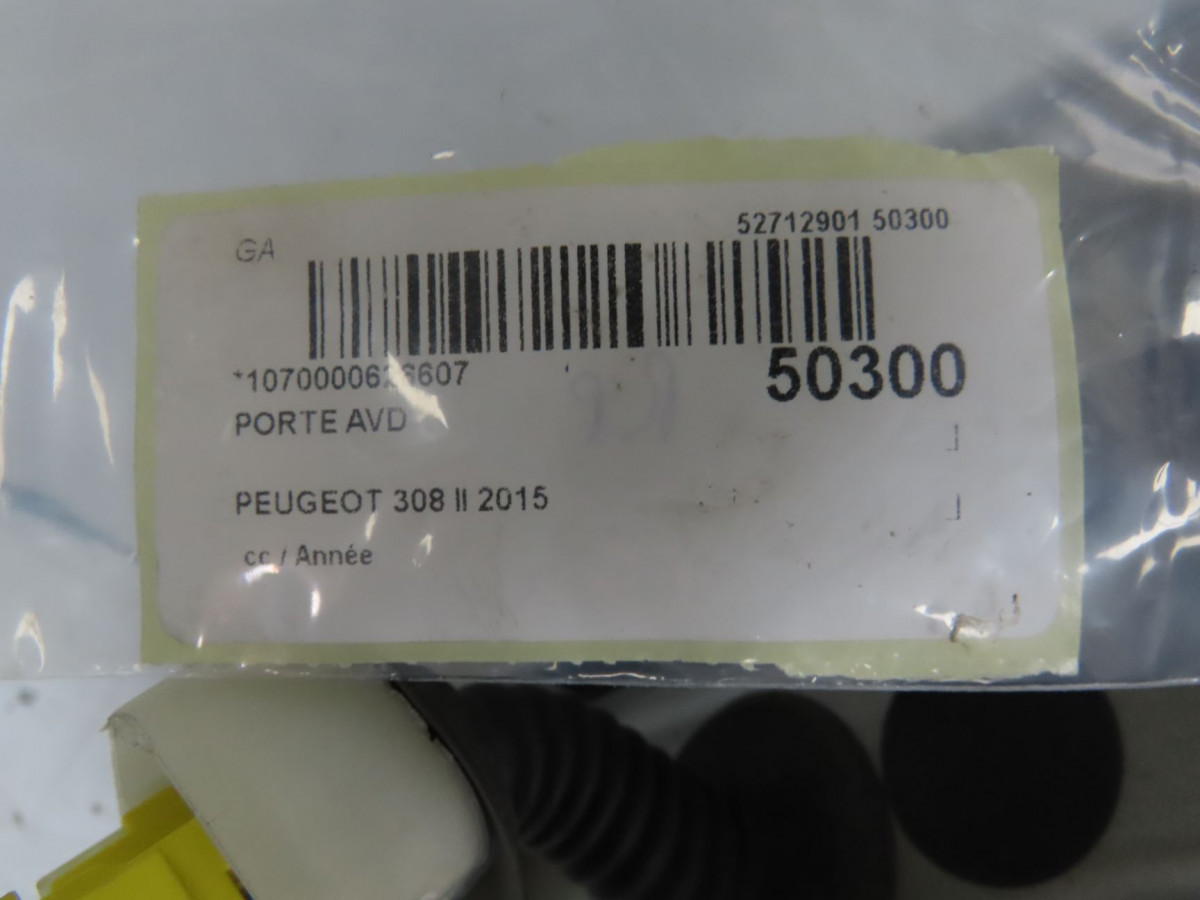 GA
52712901 50300
50300
PORTE AVD
PEUGEOT 308 II 2015
cc / Année